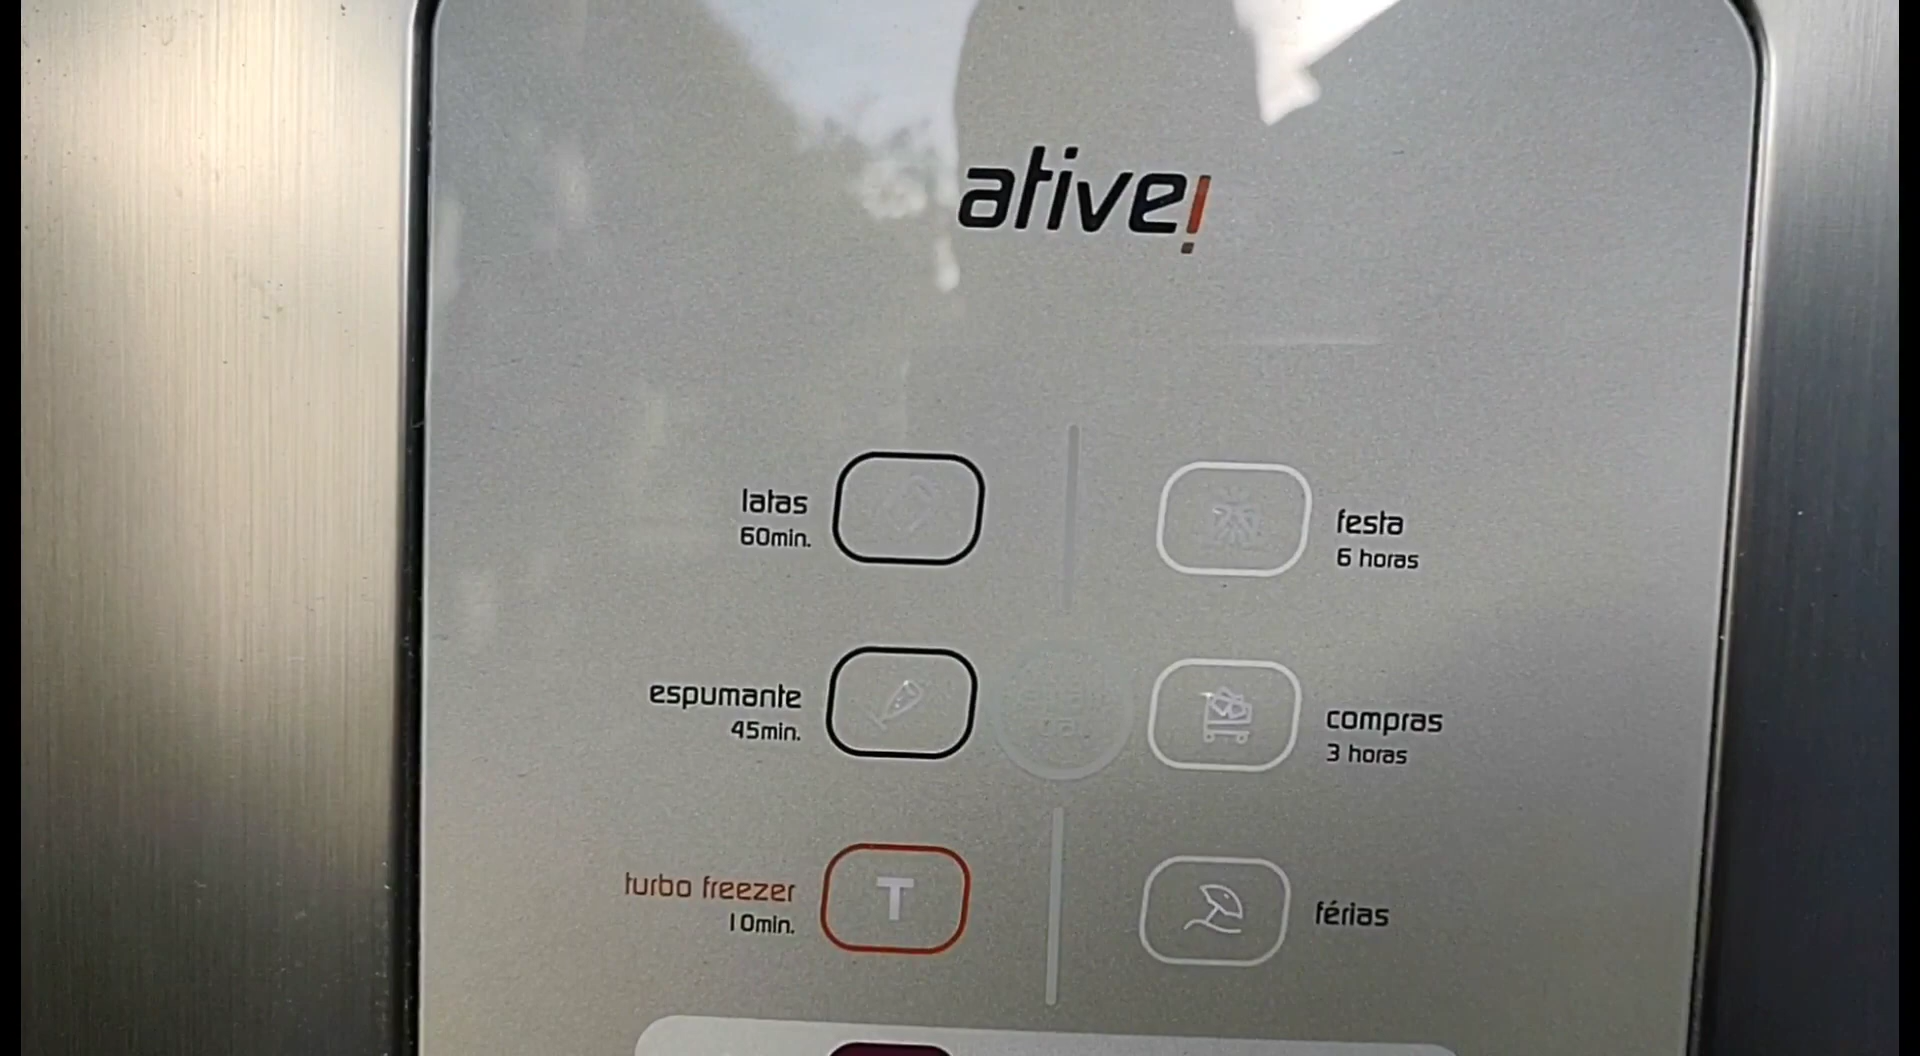 ative!
latas
60min.
festa
6 horas
espumante
45min.
compras
3 horas
turbo freezer
10min.
T
férias